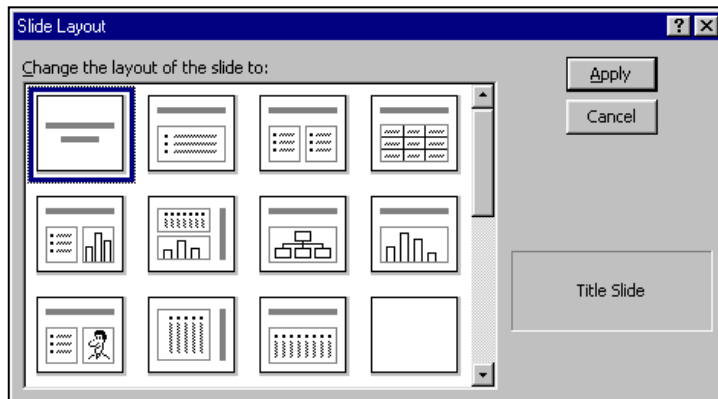 Slide Layout
Change the layout of the slide to:
Apply
Cancel
Title Slide